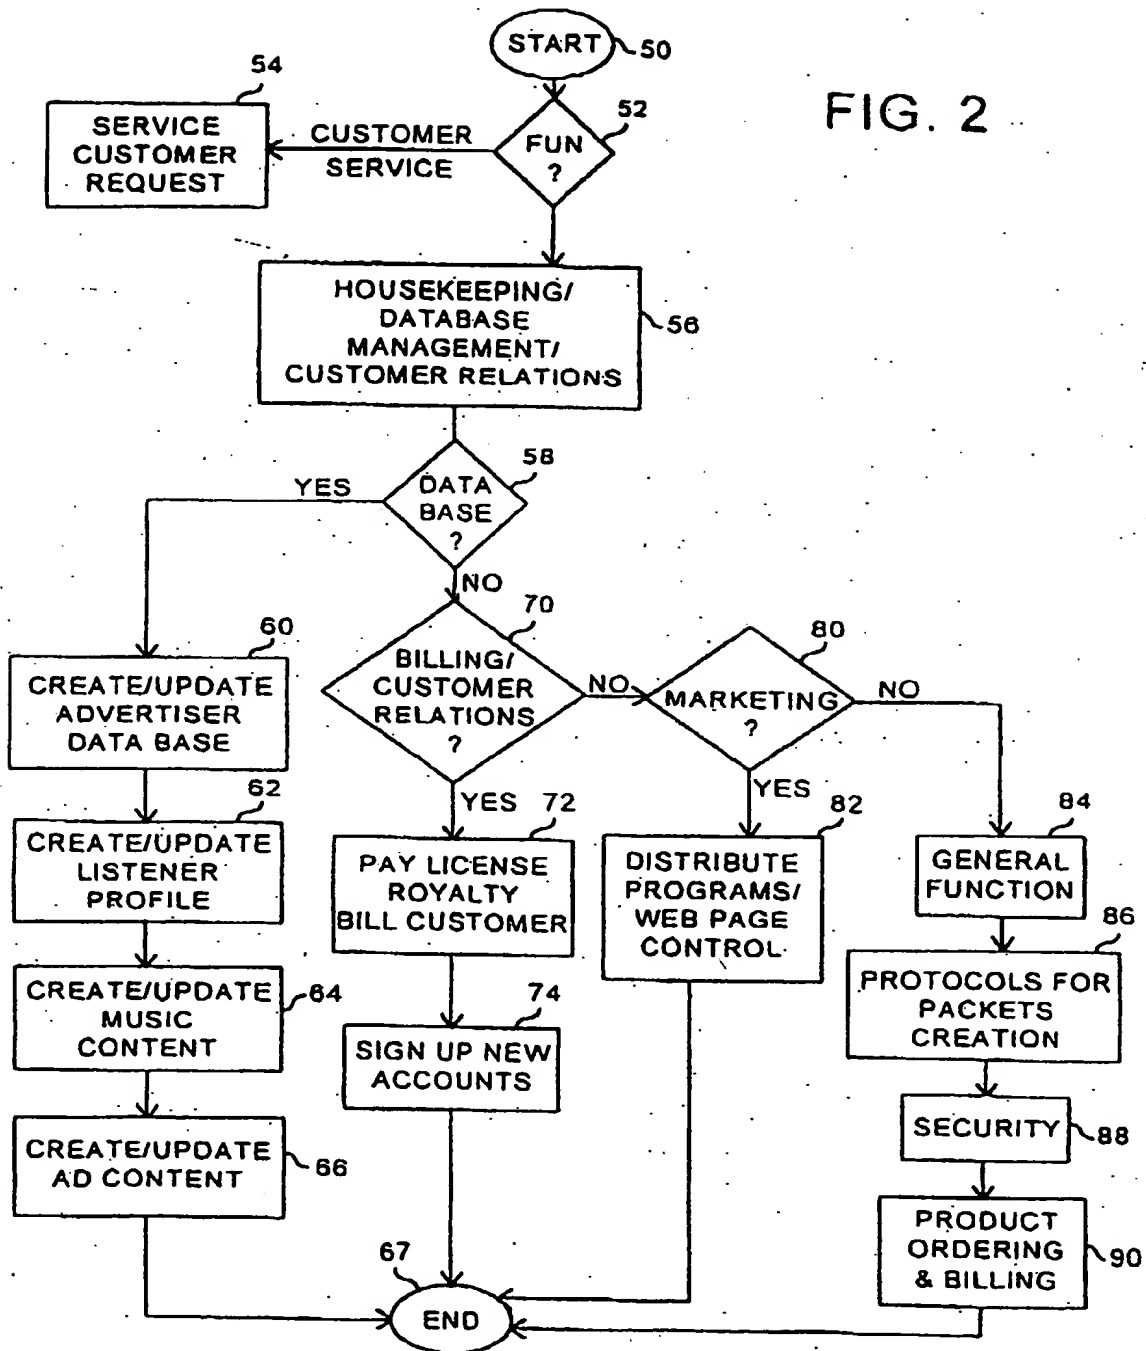 START
50
FIG. 2
54
52
SERVICE
CUSTOMER
REQUEST
CUSTOMER
SERVICE
FUN
?
HOUSEKEEPING/
DATABASE
MANAGEMENT/
CUSTOMER RELATIONS
56
58
DATA
BASE
?
YES
NO
60
CREATE/UPDATE
ADVERTISER
DATA BASE
70
BILLING/
CUSTOMER
RELATIONS
?
NO
80
MARKETING
?
NO
62
CREATE/UPDATE
LISTENER
PROFILE
YES
72
PAY LICENSE
ROYALTY
BILL CUSTOMER
YES
82
DISTRIBUTE
PROGRAMS/
WEB PAGE
CONTROL
84
GENERAL
FUNCTION
86
PROTOCOLS FOR
PACKETS
CREATION
CREATE/UPDATE
MUSIC
CONTENT
64
74
SIGN UP NEW
ACCOUNTS
SECURITY
88
CREATE/UPDATE
AD CONTENT
66
PRODUCT
ORDERING
& BILLING
90
67
END